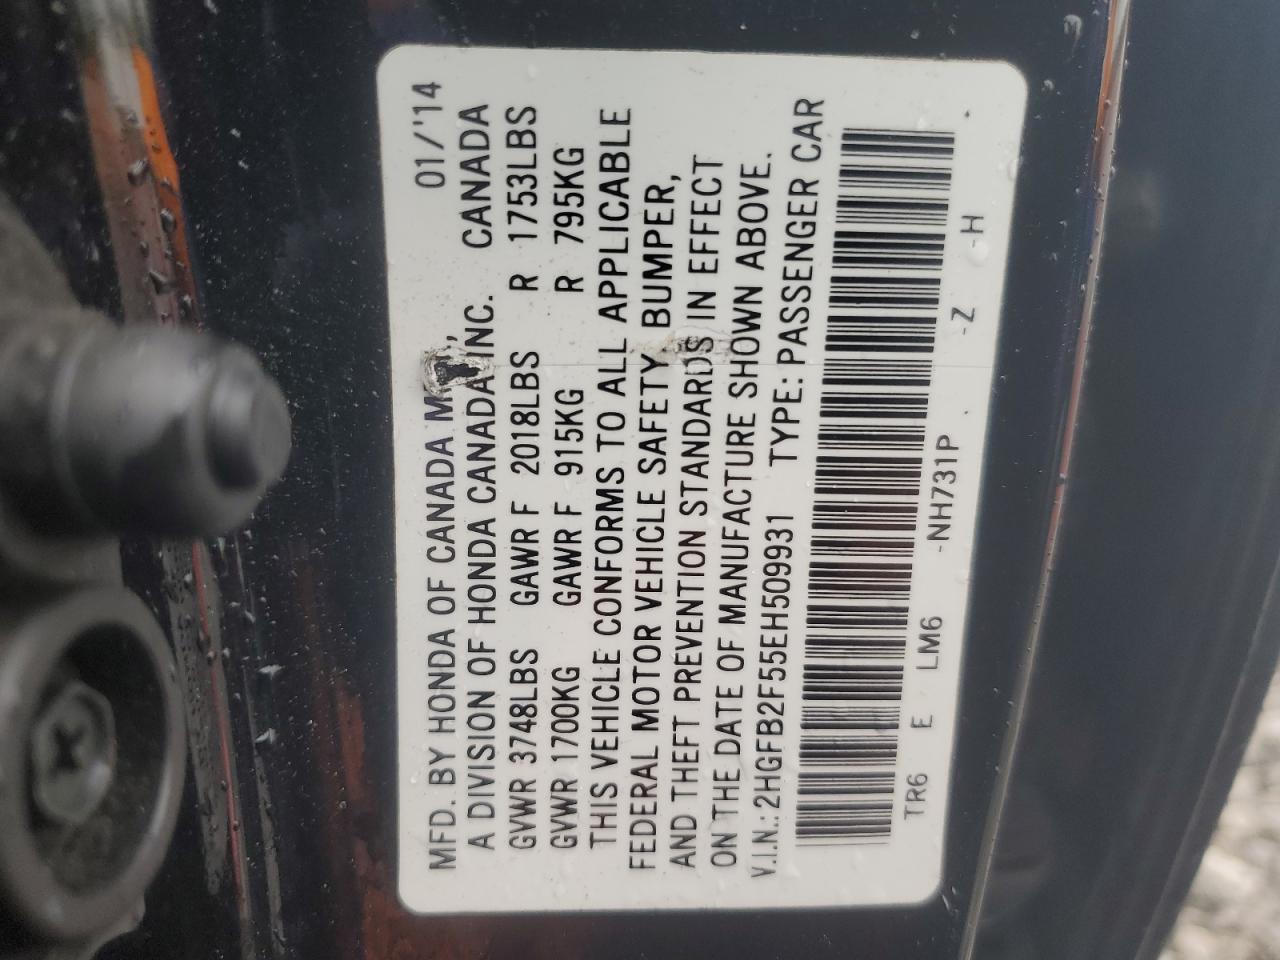 MFD. BY HONDA OF CANADA 01/'14
A DIVISION OF HONDA CANADA INC. CANADA
GVWR 3748LBS GAWR F 2018LBS R 1753LBS
GVWR 1700KG GAWR F 915KG R 795KG
THIS VEHICLE CONFORMS TO ALL APPLICABLE
FEDERAL MOTOR VEHICLE SAFETY BUMPER,
AND THEFT PREVENTION STANDARDS IN EFFECT
ON THE DATE OF MANUFACTURE SHOWN ABOVE.
V.I.N.: 2HGFB2F55EH509931 TYPE: PASSENGER CAR
TR6 E LM6 -NH731P -Z -H